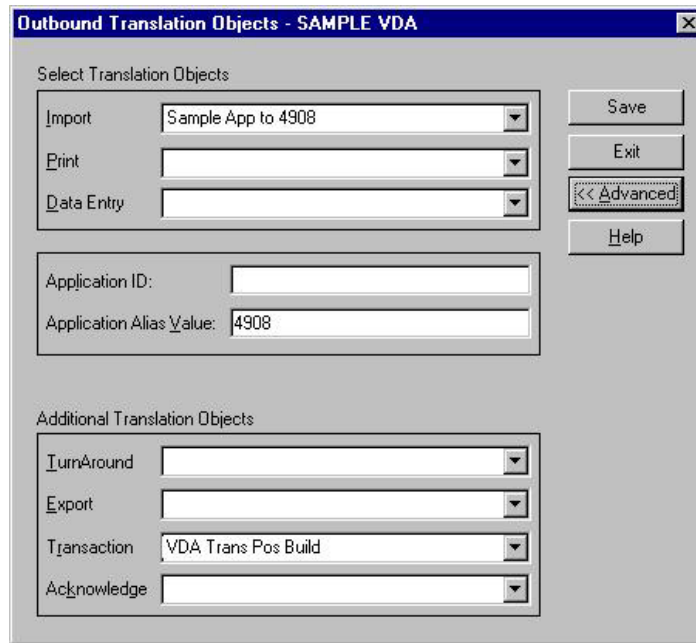 Outbound Translation Objects - SAMPLE VDA
Select Translation Objects
Import Sample App to 4908
Print
Data Entry
Save
Exit
<< Advanced
Help
Application ID:
Application Alias Value: 4908
Additional Translation Objects
TurnAround
Export
Transaction VDA Trans Pos Build
Acknowledge